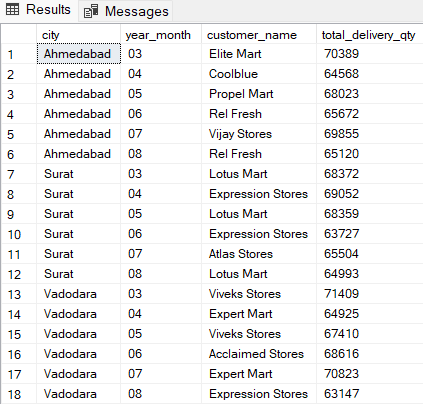 Results Messages
city year_month customer_name total_delivery_qty
1 Ahmedabad 03 Elite Mart 70389
2 Ahmedabad 04 Coolblue 64568
3 Ahmedabad 05 Propel Mart 68023
4 Ahmedabad 06 Rel Fresh 65672
5 Ahmedabad 07 Vijay Stores 69855
6 Ahmedabad 08 Rel Fresh 65120
7 Surat 03 Lotus Mart 68372
8 Surat 04 Expression Stores 69052
9 Surat 05 Lotus Mart 68359
10 Surat 06 Expression Stores 63727
11 Surat 07 Atlas Stores 65504
12 Surat 08 Lotus Mart 64993
13 Vadodara 03 Viveks Stores 71409
14 Vadodara 04 Expert Mart 64925
15 Vadodara 05 Viveks Stores 67410
16 Vadodara 06 Acclaimed Stores 68616
17 Vadodara 07 Expert Mart 70823
18 Vadodara 08 Expression Stores 63147